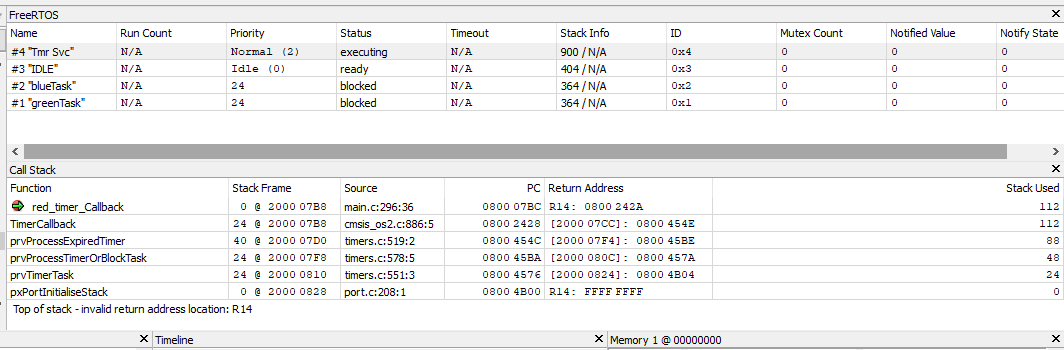 FreeRTOS
Name Run Count Priority Status Timeout Stack Info ID Mutex Count Notified Value Notify State
#4 "Tmr Svc" N/A Normal (2) executing N/A 900 / N/A 0x4 0 0 0
#3 "IDLE" N/A Idle (0) ready N/A 404 / N/A 0x3 0 0 0
#2 "blueTask" N/A 24 blocked N/A 364 / N/A 0x2 0 0 0
#1 "greenTask" N/A 24 blocked N/A 364 / N/A 0x1 0 0 0
Call Stack
Function Stack Frame Source PC Return Address Stack Used
red_timer_Callback 0 @ 2000 07B8 main.c:296:36 0800 07BC R14: 0800 242A 112
TimerCallback 24 @ 2000 07B8 cmsis_os2.c:886:5 0800 2428 [2000 07CC]: 0800 454E 112
prvProcessExpiredTimer 40 @ 2000 07D0 timers.c:519:2 0800 454C [2000 07F4]: 0800 45BE 88
prvProcessTimerOrBlockTask 24 @ 2000 07F8 timers.c:578:5 0800 45BA [2000 080C]: 0800 457A 48
prvTimerTask 24 @ 2000 0810 timers.c:551:3 0800 4576 [2000 0824]: 0800 4B04 24
pxPortInitialiseStack 0 @ 2000 0828 port.c:208:1 0800 4B00 R14: FFFF FFFF 0
Top of stack - invalid return address location: R14
Timeline Memory 1 @ 00000000